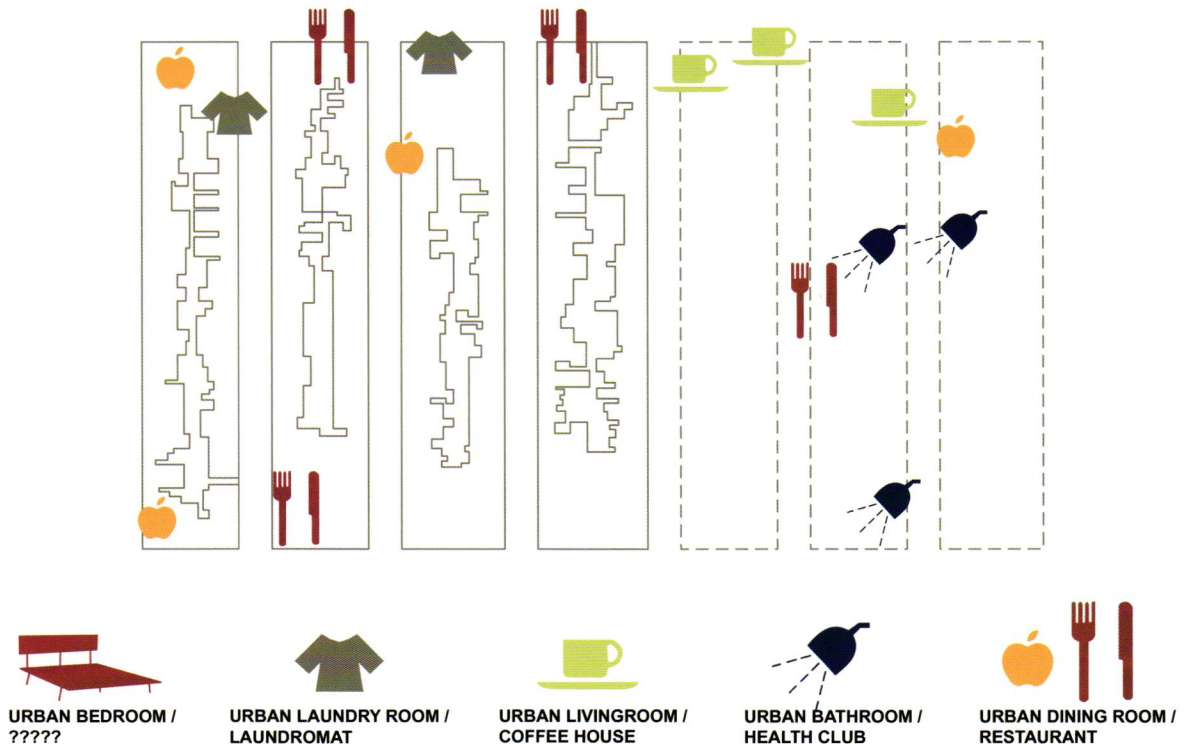 URBAN BEDROOM /
?????
URBAN LAUNDRY ROOM /
LAUNDROMAT
URBAN LIVINGROOM /
COFFEE HOUSE
URBAN BATHROOM /
HEALTH CLUB
URBAN DINING ROOM /
RESTAURANT